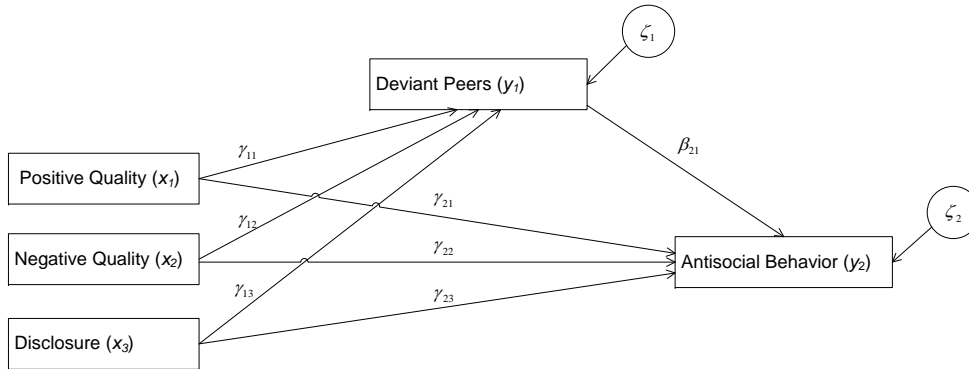 ζ₁
Deviant Peers (y₁)
γ₁₁
β₂₁
Positive Quality (x₁)
γ₂₁
γ₁₂
ζ₂
Negative Quality (x₂)
γ₂₂
Antisocial Behavior (y₂)
γ₁₃
γ₂₃
Disclosure (x₃)